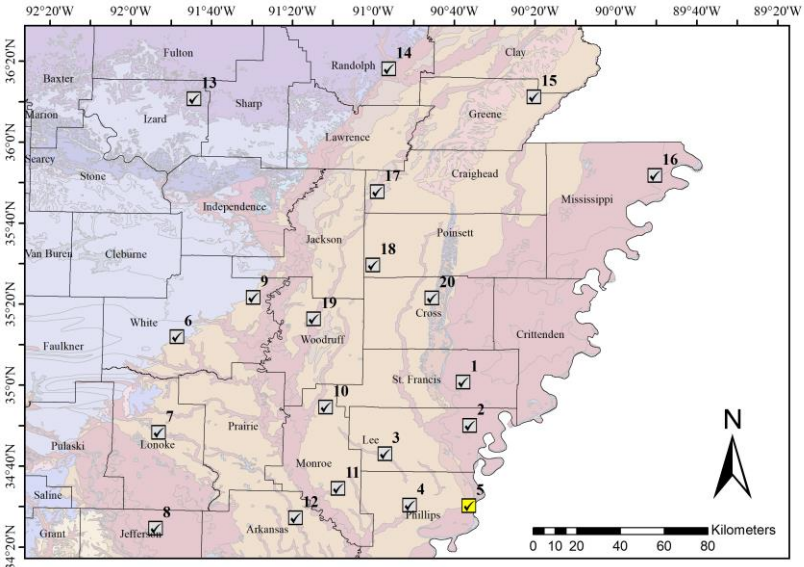 92°20'W 92°0'W 91°40'W 91°20'W 91°0'W 90°40'W 90°20'W 90°0'W 89°40'W 89°20'W
36°20'N
36°0'N
35°40'N
35°20'N
35°0'N
34°40'N
34°20'N
Fulton
Randolph
14
Clay
Baxter
13
15
Marion
Izard
Sharp
Greene
Lawrence
Searcy
Stone
17
Craighead
16
Mississippi
Independence
Jackson
Poinsett
Van Buren
Cleburne
18
9
20
White
6
19
Cross
Woodruff
Crittenden
Faulkner
St. Francis
1
10
2
7
Prairie
Lee
3
Pulaski
Lonoke
Monroe
11
4
5
Saline
12
Phillips
8
Grant
Jefferson
Arkansas
N
Kilometers
0 10 20 40 60 80